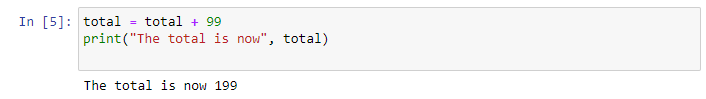 In [5]: total = total + 99
print("The total is now", total)
The total is now 199